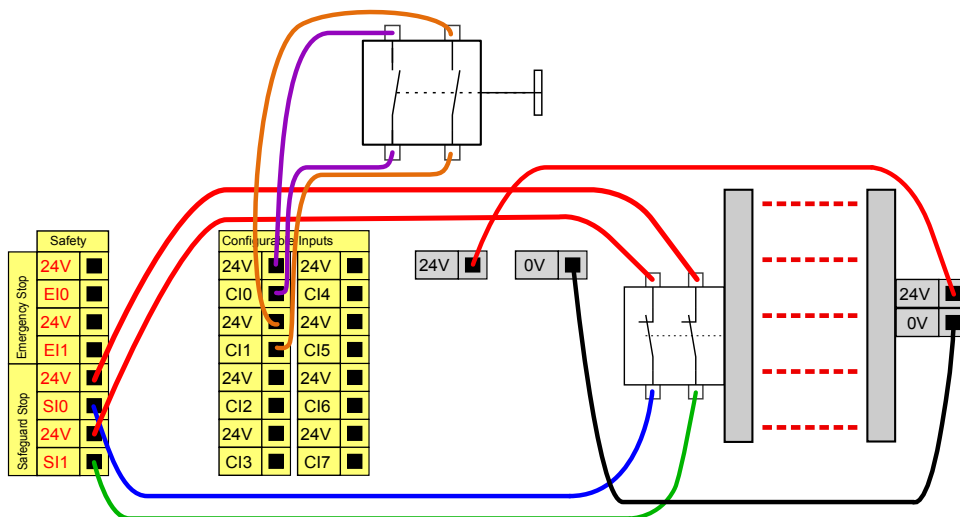 Safety
Emergency Stop
24V
EI0
24V
EI1
Safeguard Stop
24V
SI0
24V
SI1
Configurable Inputs
24V 24V
CI0 CI4
24V 24V
CI1 CI5
24V 24V
CI2 CI6
24V 24V
CI3 CI7
24V
0V
24V
0V